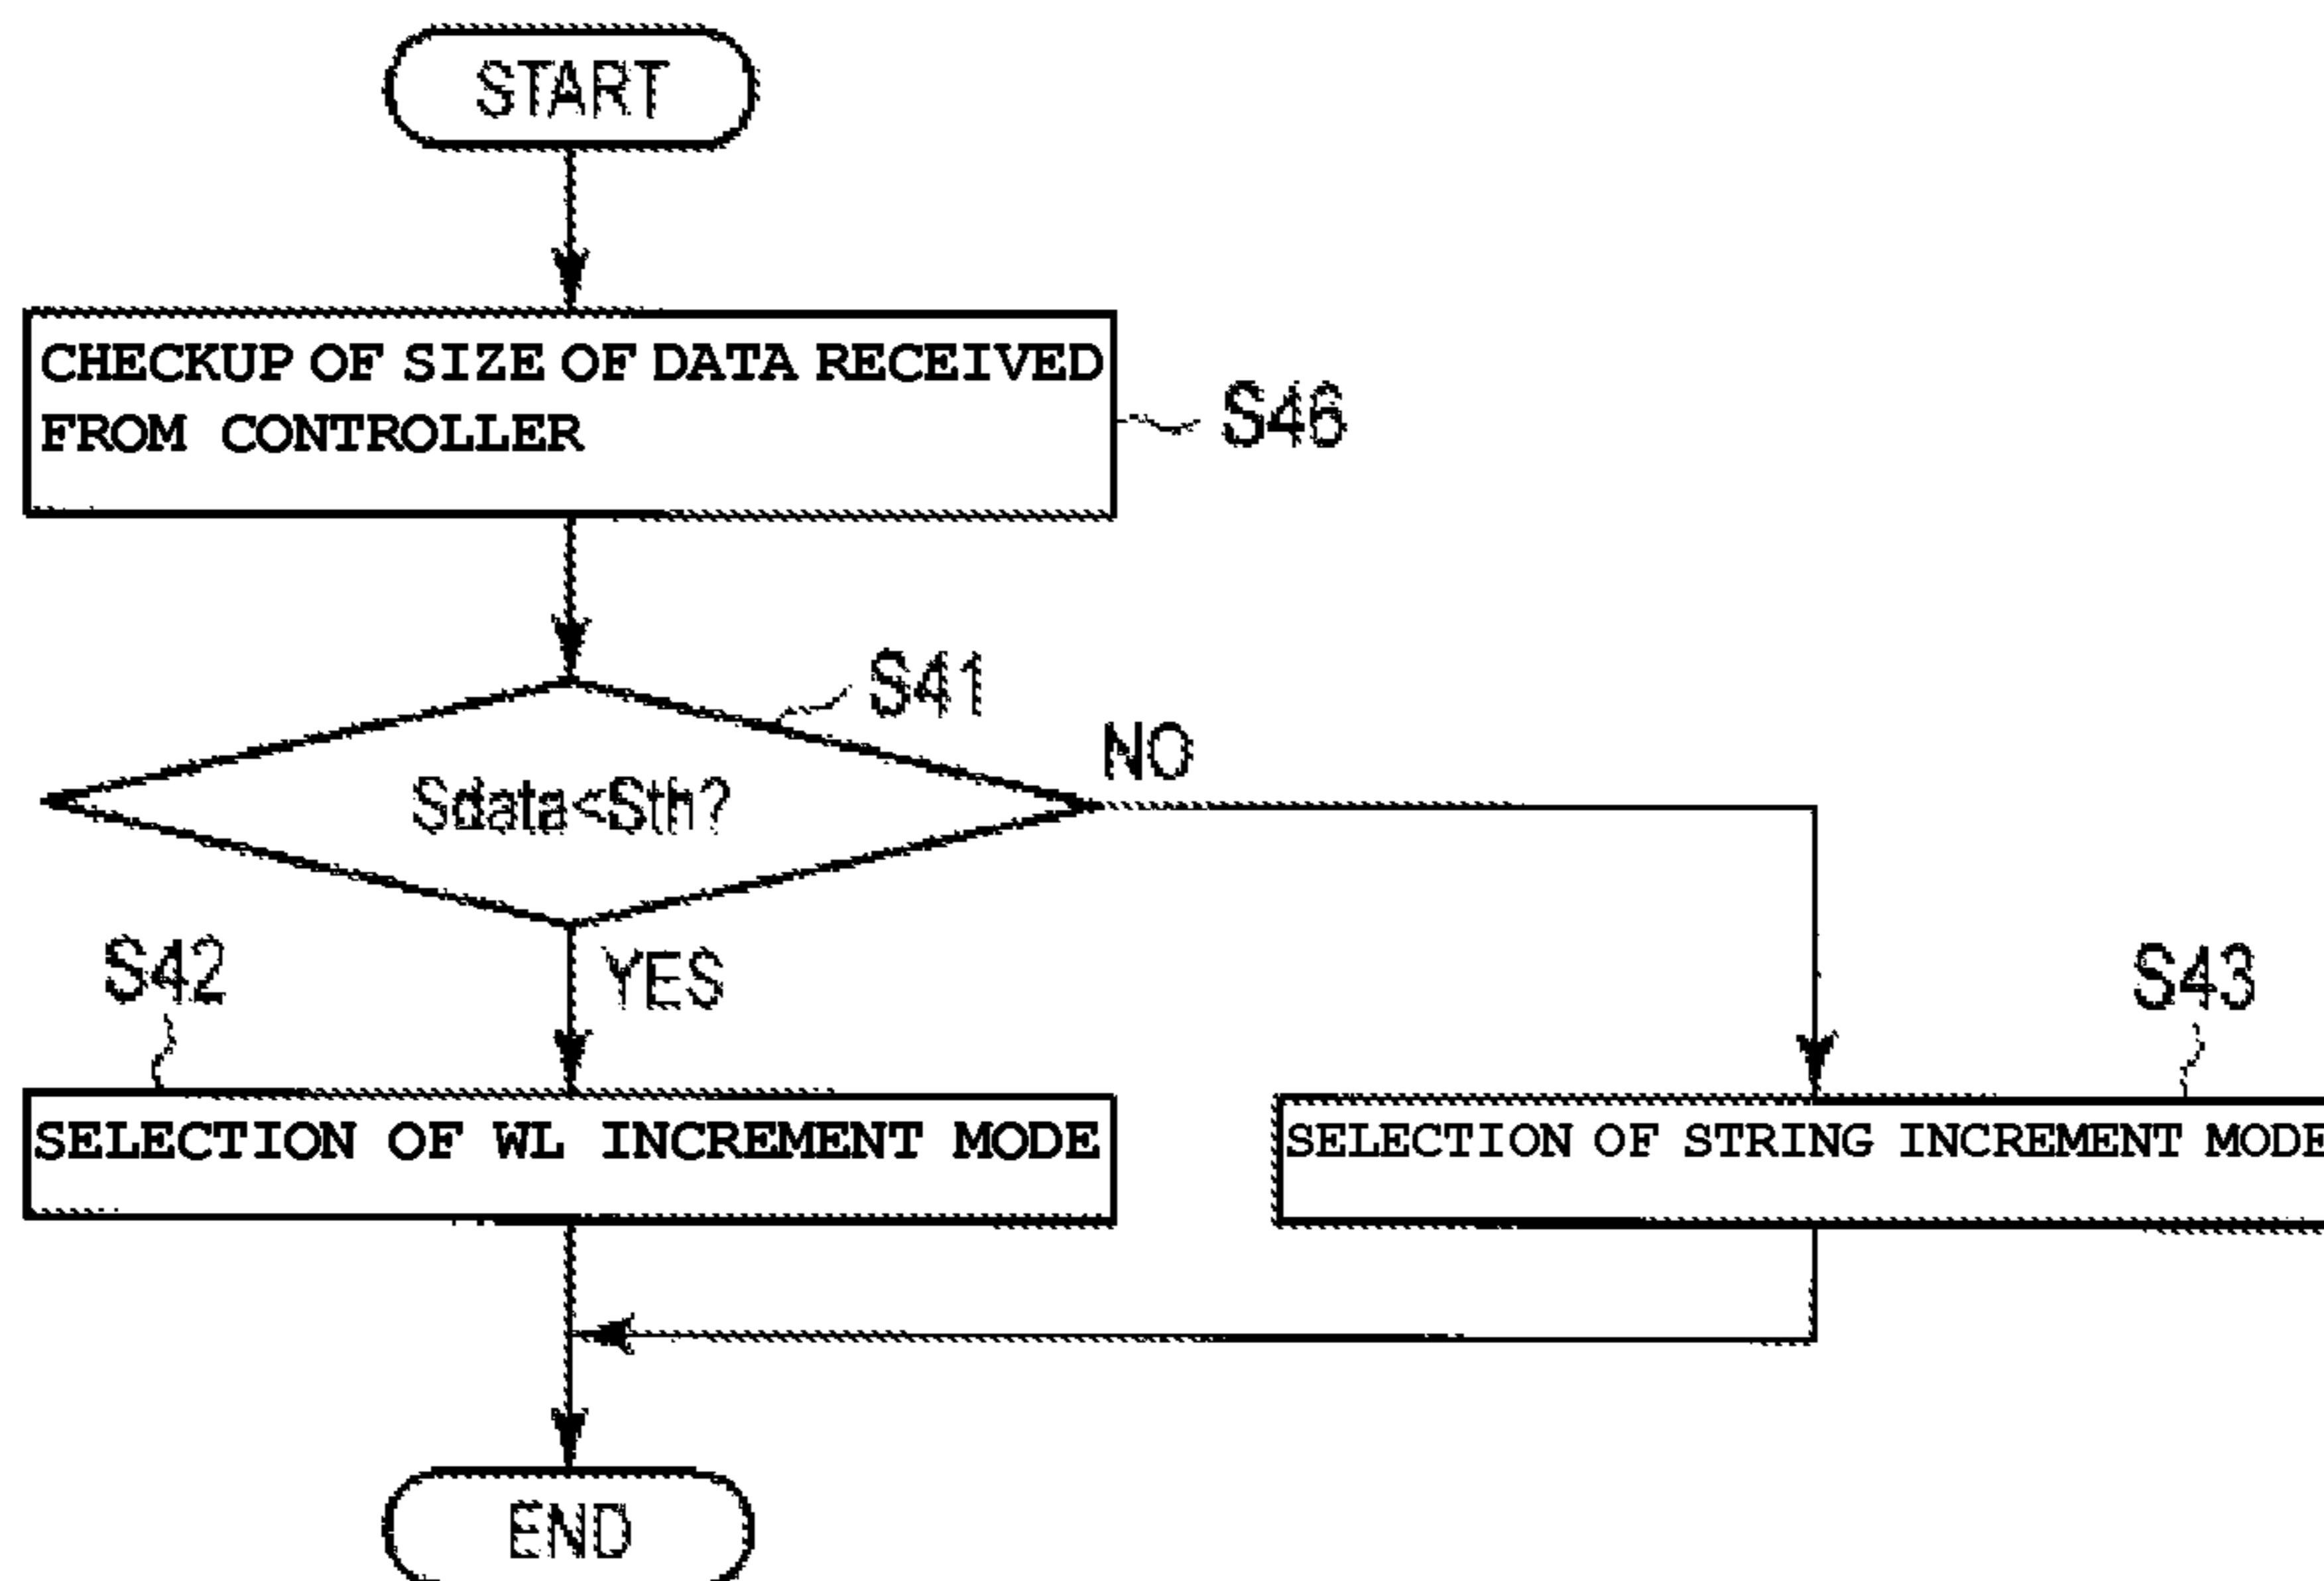 START
CHECKUP OF SIZE OF DATA RECEIVED
FROM CONTROLLER
S46
S41
NO
Sdata<Sth?
S42
YES
S43
SELECTION OF WL INCREMENT MODE
SELECTION OF STRING INCREMENT MODE
END